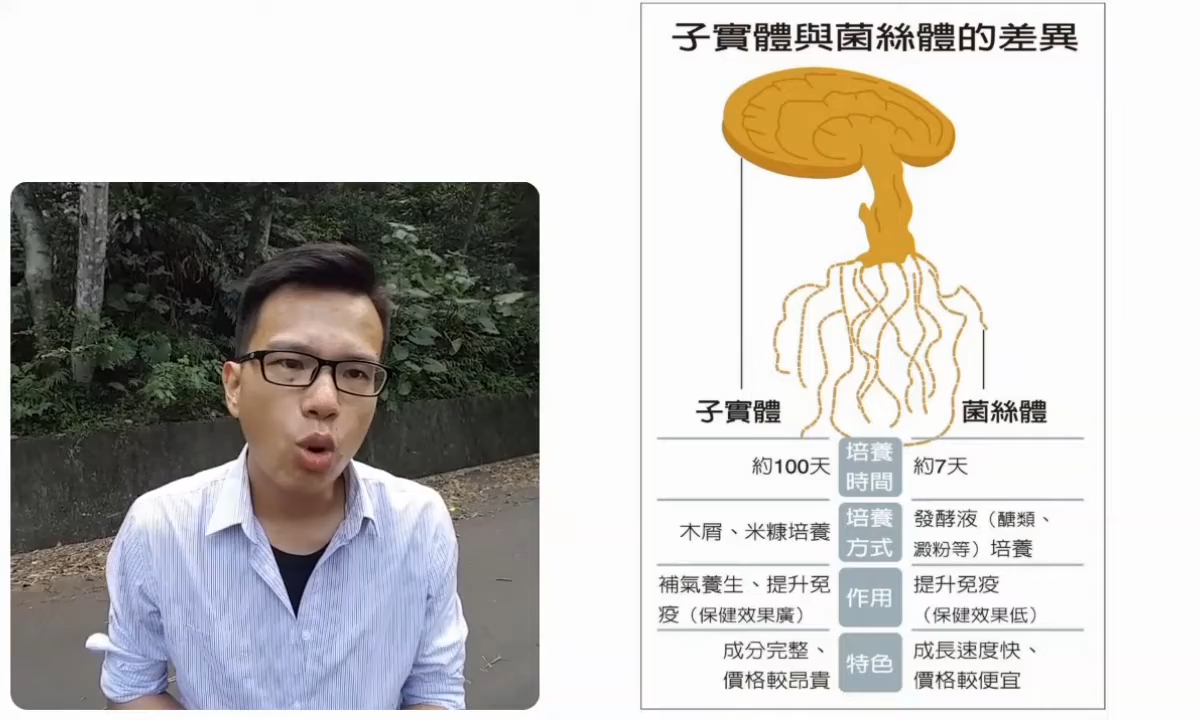 子實體與菌絲體的差異
子實體
菌絲體
約100天
培養
時間
約7天
木屑、米糠培養
培養
方式
發酵液（醣類、
澱粉等）培養
補氣養生、提升免
疫（保健效果廣）
作用
提升免疫
（保健效果低）
成分完整、
價格較昂貴
特色
成長速度快、
價格較便宜